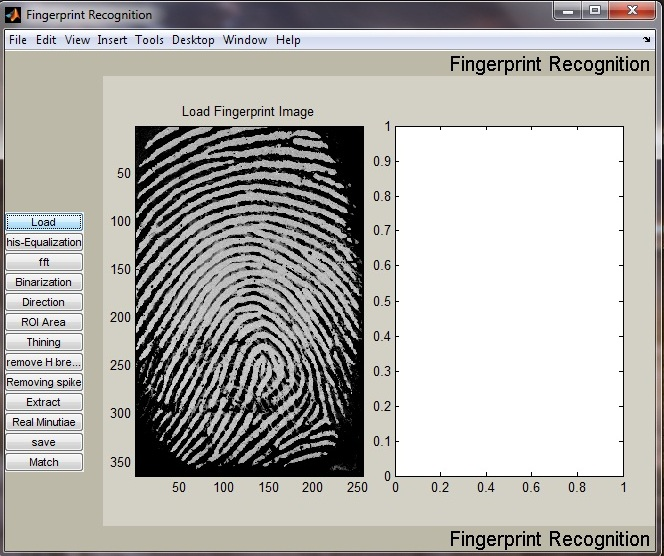 Fingerprint Recognition
File Edit View Insert Tools Desktop Window Help
Fingerprint Recognition
Load Fingerprint Image
50
100
150
200
250
300
350
50 100 150 200 250
1
0.9
0.8
0.7
0.6
0.5
0.4
0.3
0.2
0.1
0
0 0.2 0.4 0.6 0.8 1
Load
his-Equalization
fft
Binarization
Direction
ROI Area
Thining
remove H bre...
Removing spike
Extract
Real Minutiae
save
Match
Fingerprint Recognition